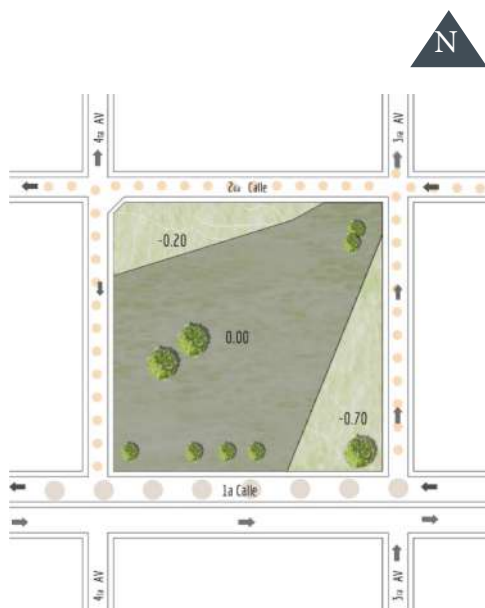 N
4ta AV
3ra AV
2da Calle
-0.20
0.00
-0.70
1a Calle
4ta AV
3ra AV